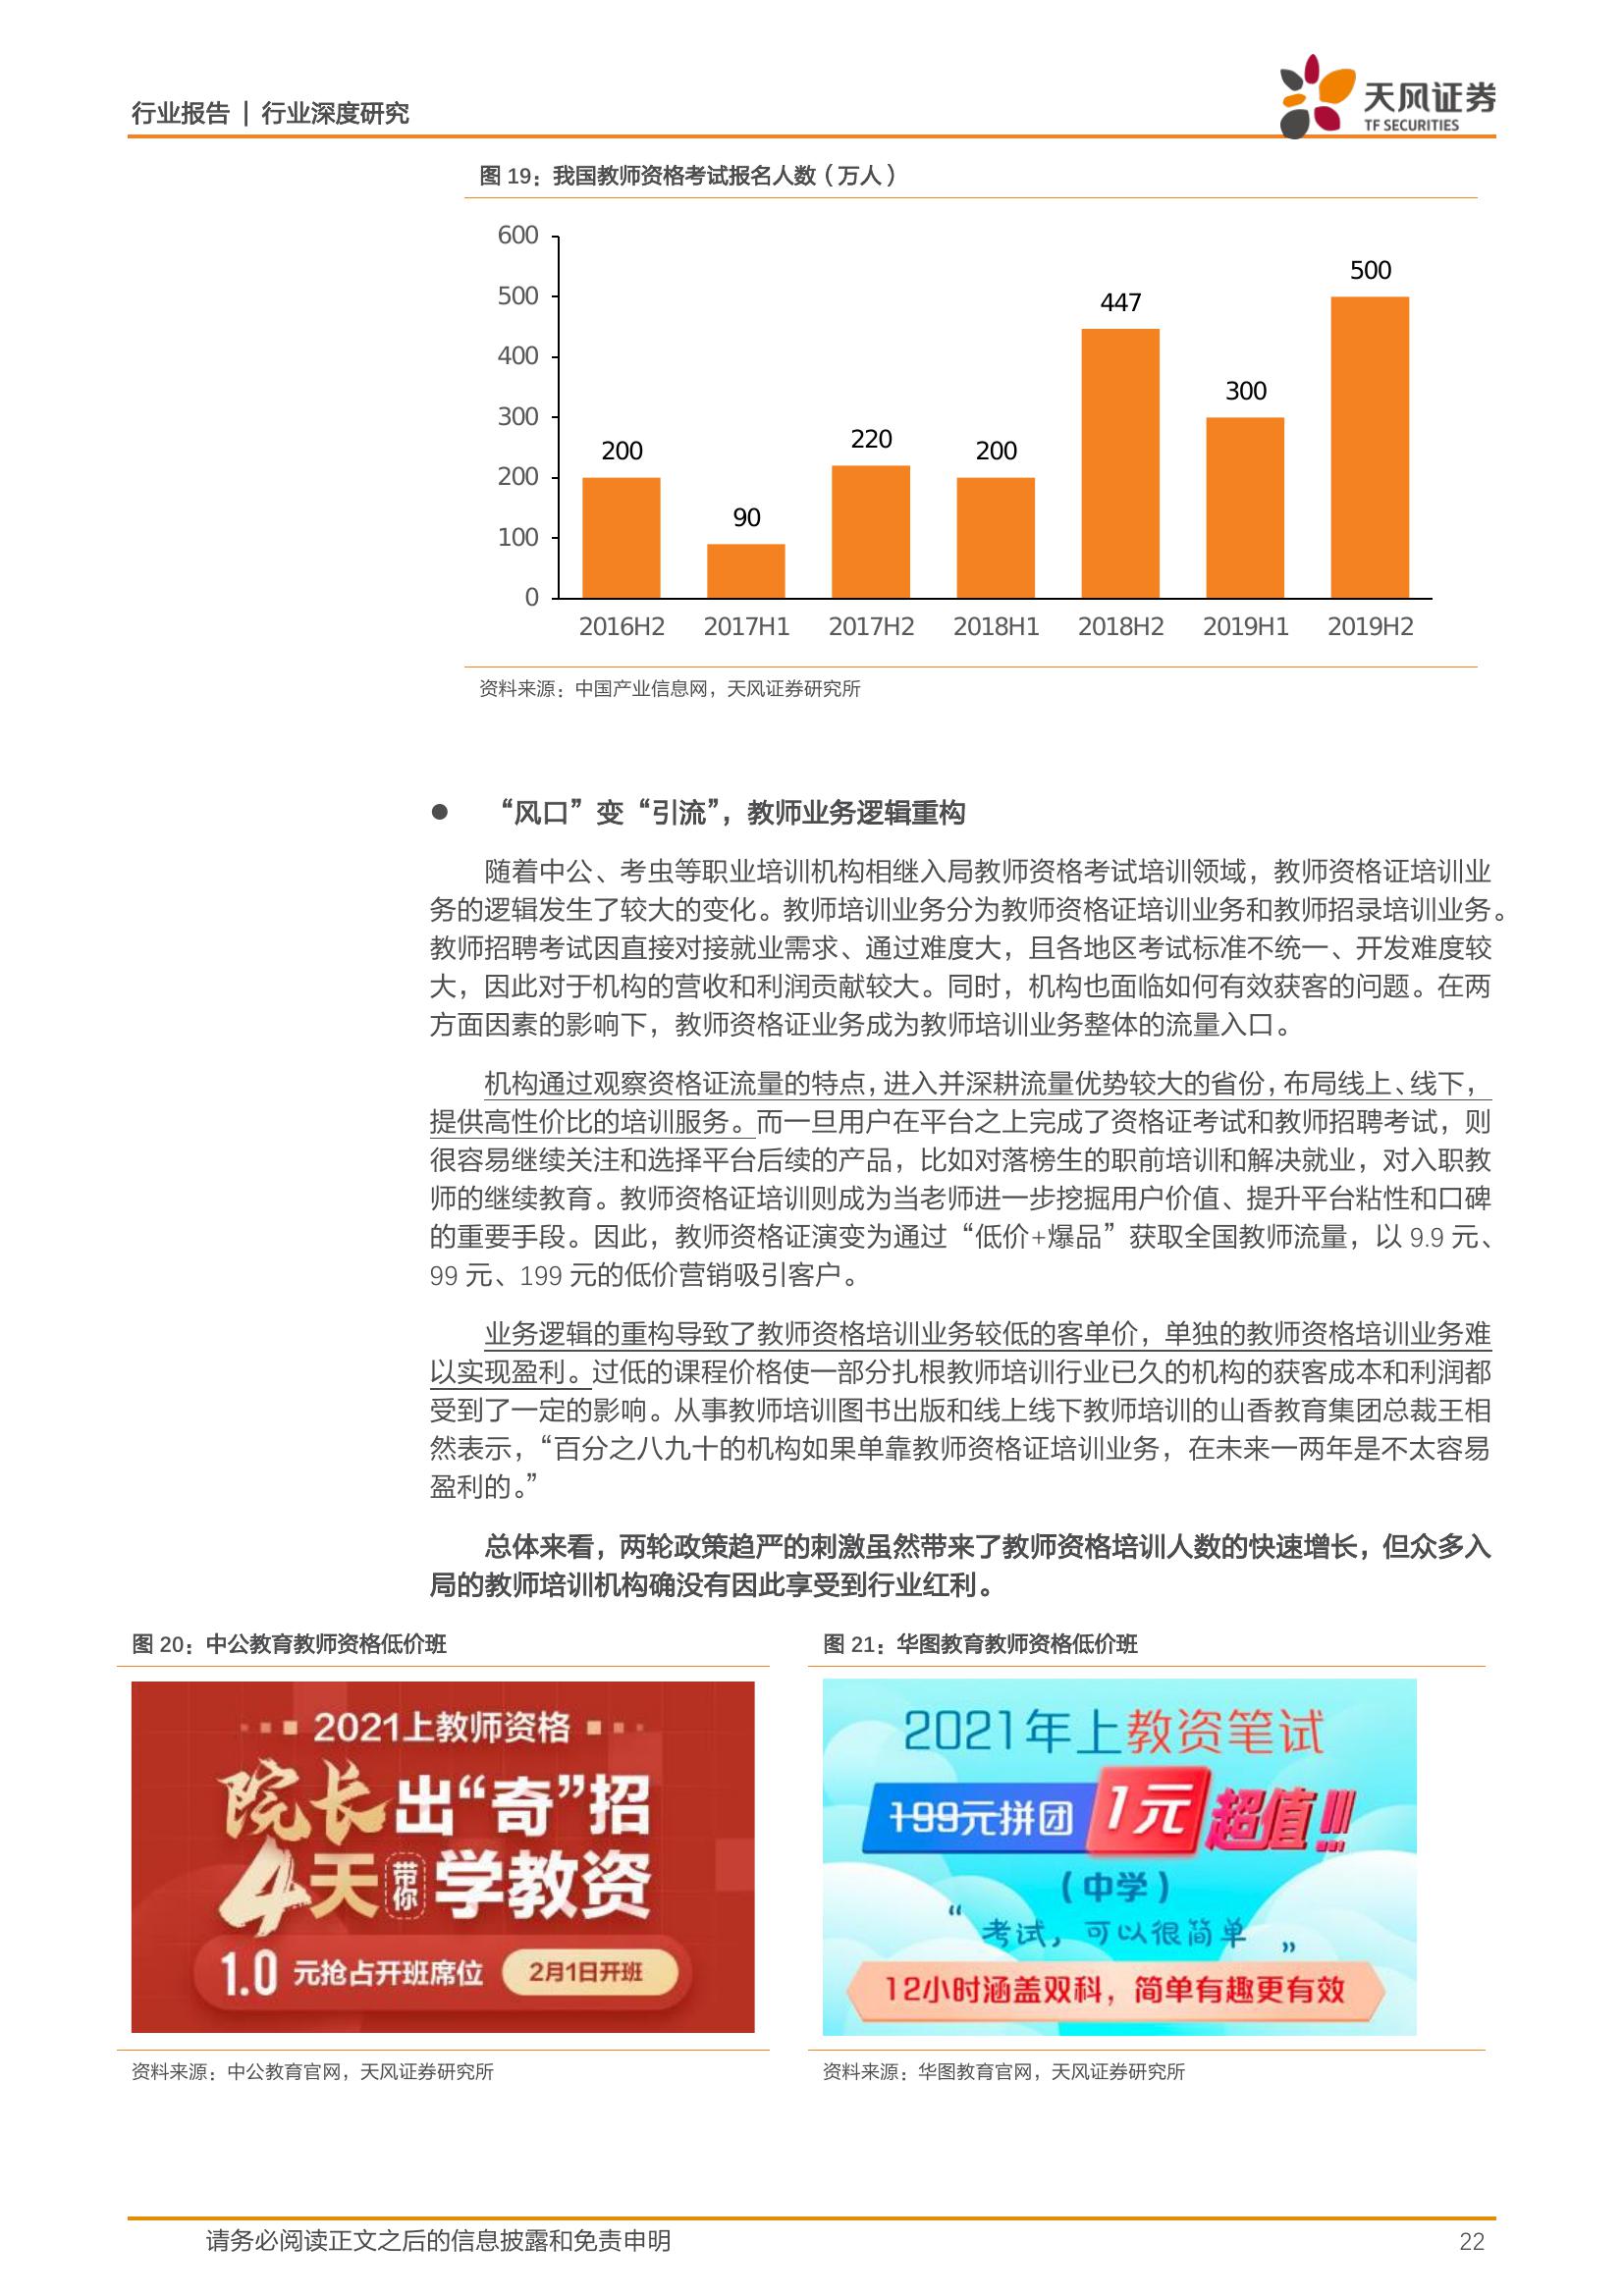 行业报告 | 行业深度研究
天风证券
TF SECURITIES
图 19：我国教师资格考试报名人数（万人）
600
500
400
300
200
100
0
200
90
220
200
447
300
500
2016H2 2017H1 2017H2 2018H1 2018H2 2019H1 2019H2
资料来源：中国产业信息网，天风证券研究所
● “风口”变“引流”，教师业务逻辑重构
随着中公、考虫等职业培训机构相继入局教师资格考试培训领域，教师资格证培训业
务的逻辑发生了较大的变化。教师培训业务分为教师资格证培训业务和教师招录培训业务。
教师招聘考试因直接对接就业需求、通过难度大，且各地区考试标准不统一、开发难度较
大，因此对于机构的营收和利润贡献较大。同时，机构也面临如何有效获客的问题。在两
方面因素的影响下，教师资格证业务成为教师培训业务整体的流量入口。
机构通过观察资格证流量的特点，进入并深耕流量优势较大的省份，布局线上、线下，
提供高性价比的培训服务。而一旦用户在平台之上完成了资格证考试和教师招聘考试，则
很容易继续关注和选择平台后续的产品，比如对落榜生的职前培训和解决就业，对入职教
师的继续教育。教师资格证培训则成为当老师进一步挖掘用户价值、提升平台粘性和口碑
的重要手段。因此，教师资格证演变为通过“低价+爆品”获取全国教师流量，以 9.9 元、
99 元、199 元的低价营销吸引客户。
业务逻辑的重构导致了教师资格培训业务较低的客单价，单独的教师资格培训业务难
以实现盈利。过低的课程价格使一部分扎根教师培训行业已久的机构的获客成本和利润都
受到了一定的影响。从事教师培训图书出版和线上线下教师培训的山香教育集团总裁王相
然表示，“百分之八九十的机构如果单靠教师资格证培训业务，在未来一两年是不太容易
盈利的。”
总体来看，两轮政策趋严的刺激虽然带来了教师资格培训人数的快速增长，但众多入
局的教师培训机构确没有因此享受到行业红利。
图 20：中公教育教师资格低价班
2021上教师资格
院长出“奇”招
4天带你学教资
1.0 元抢占开班席位 2月1日开班
资料来源：中公教育官网，天风证券研究所
图 21：华图教育教师资格低价班
2021年上教资笔试
199元拼团 1元 超值!!!
（中学）
“考试，可以很简单”
12小时涵盖双科，简单有趣更有效
资料来源：华图教育官网，天风证券研究所
请务必阅读正文之后的信息披露和免责申明
22